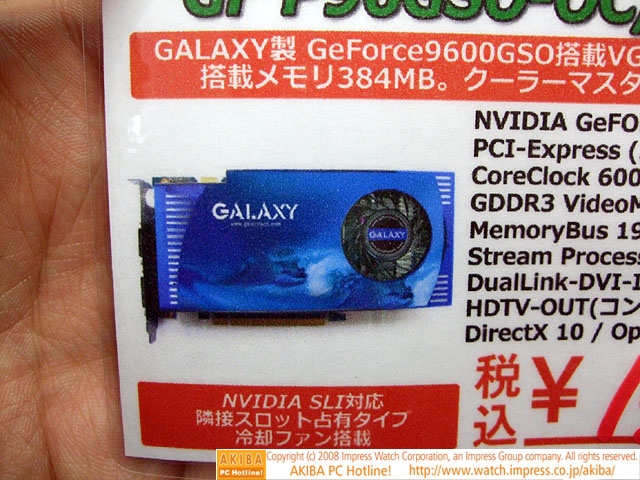 GF P96GSO-OC/
GALAXY製 GeForce9600GSO搭載VG
搭載メモリ384MB。クーラーマスタ
NVIDIA GeFO
PCI-Express (
CoreClock 600
GDDR3 VideoM
MemoryBus 19
Stream Process
DualLink-DVI-I
HDTV-OUT(コン
DirectX 10 / Op
GALAXY
www.galaxytech.com
GALAXY
税込 ¥
NVIDIA SLI対応
隣接スロット占有タイプ
冷却ファン搭載
AKIBA PC Hotline!
Copyright (c) 2008 Impress Watch Corporation, an Impress Group company. All rights reserved.
AKIBA PC Hotline! http://www.watch.impress.co.jp/akiba/